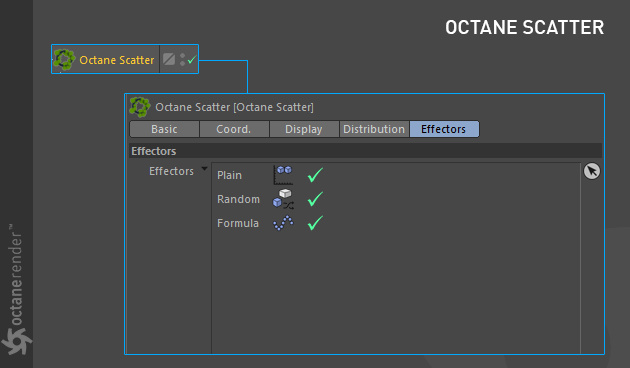 OCTANE SCATTER
Octane Scatter
Octane Scatter [Octane Scatter]
Basic Coord. Display Distribution Effectors
Effectors
Effectors
Plain
Random
Formula
octanerender™